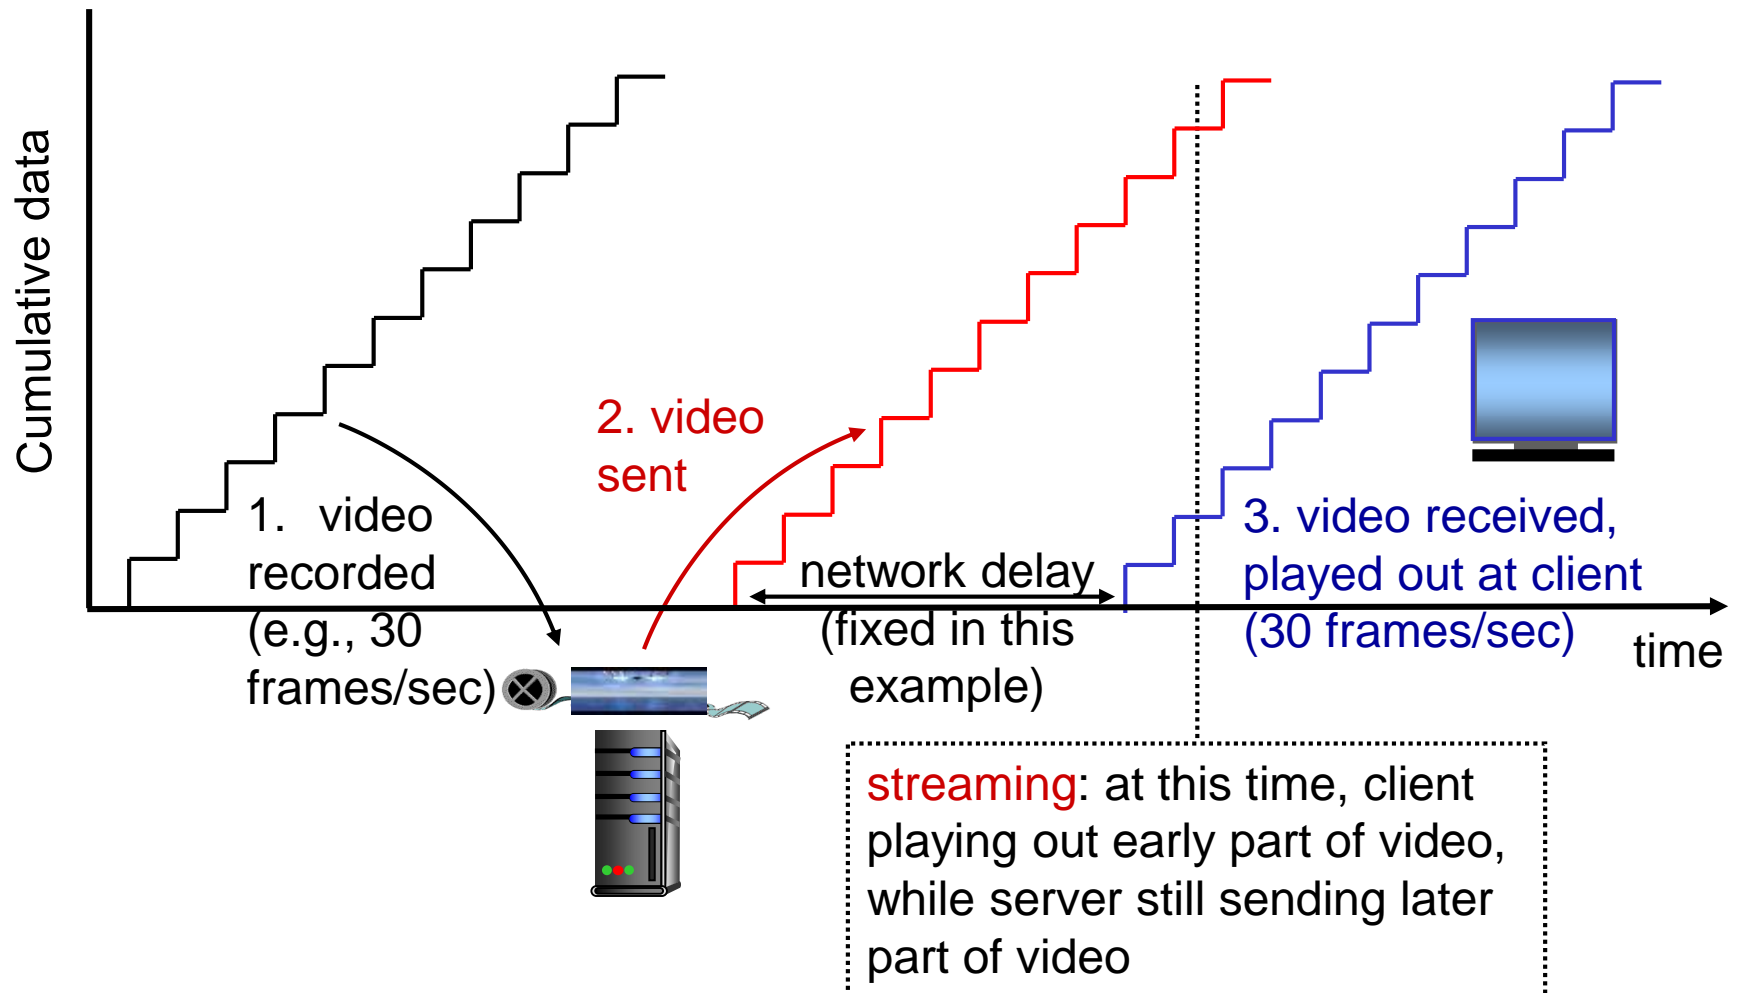 Cumulative data
1. video
recorded
(e.g., 30
frames/sec)
2. video
sent
network delay
(fixed in this
example)
3. video received,
played out at client
(30 frames/sec)
time
streaming: at this time, client
playing out early part of video,
while server still sending later
part of video